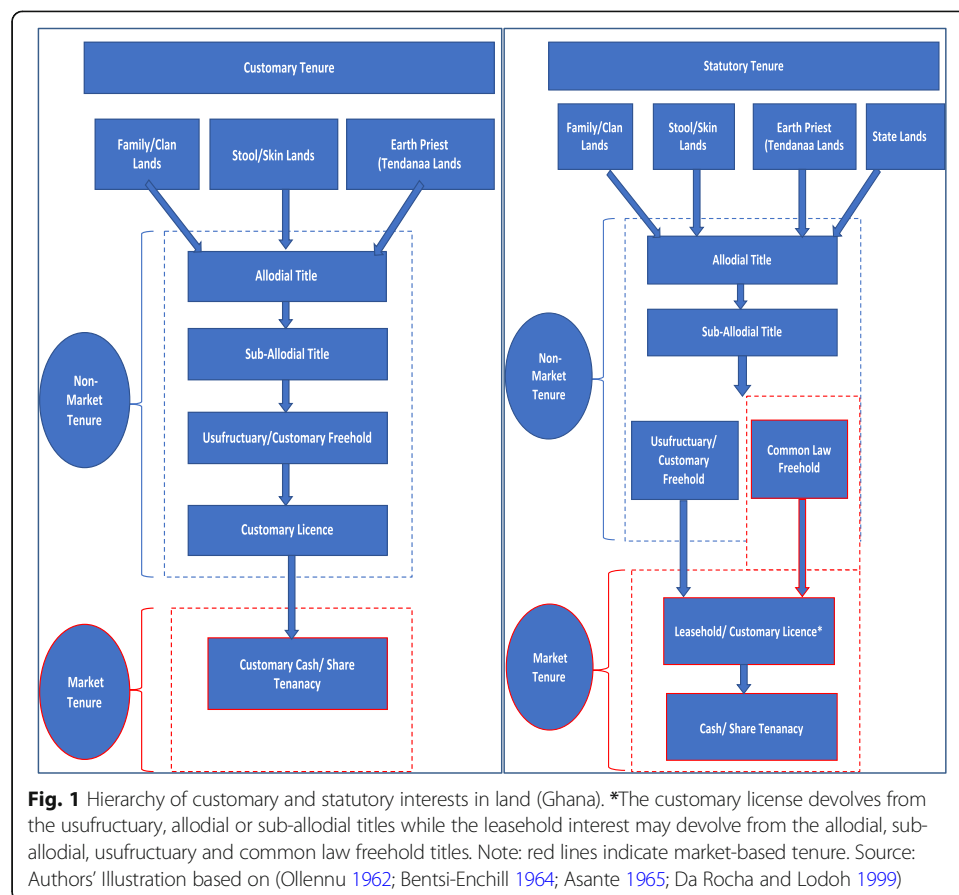 Customary Tenure
Family/Clan
Lands
Stool/Skin Lands
Earth Priest
(Tendanaa Lands
Allodial Title
Sub-Allodial Title
Non-
Market
Tenure
Usufructuary/Customary Freehold
Customary Licence
Market
Tenure
Customary Cash/ Share
Tenanacy
Statutory Tenure
Family/Clan
Lands
Stool/Skin
Lands
Earth Priest
(Tendanaa Lands
State Lands
Allodial Title
Sub-Allodial Title
Non-
Market
Tenure
Usufructuary/
Customary
Freehold
Common Law
Freehold
Market
Tenure
Leasehold/ Customary Licence*
Cash/ Share Tenanacy
Fig. 1 Hierarchy of customary and statutory interests in land (Ghana). *The customary license devolves from
the usufructuary, allodial or sub-allodial titles while the leasehold interest may devolve from the allodial, sub-
allodial, usufructuary and common law freehold titles. Note: red lines indicate market-based tenure. Source:
Authors' Illustration based on (Ollennu 1962; Bentsi-Enchill 1964; Asante 1965; Da Rocha and Lodoh 1999)